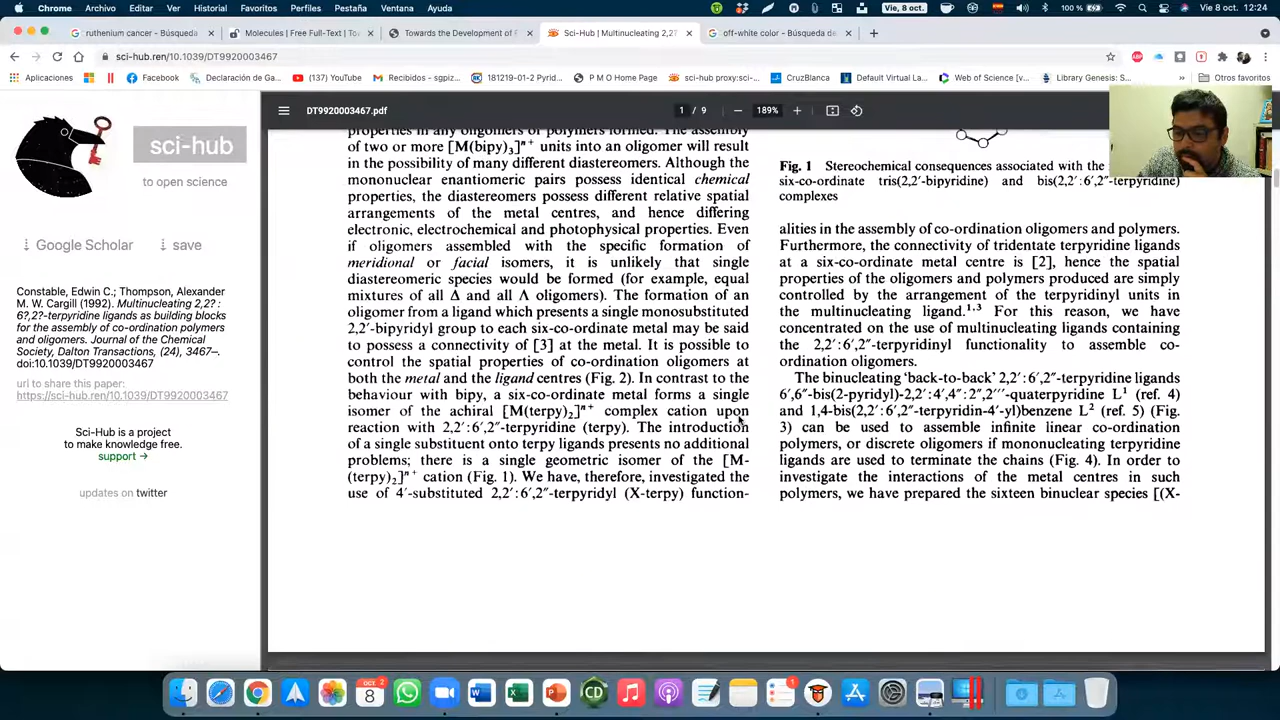 Chrome Archivo Editar Ver Historial Favoritos Perfiles Pestaña Ventana Ayuda
Vie, 8 oct. 100 % Vie 8 oct. 12:24
ruthenium cancer - Búsqueda
Molecules | Free Full-Text | To
Towards the Development of F
Sci-Hub | Multinucleating 2,2?
off-white color - Búsqueda de
sci-hub.ren/10.1039/DT9920003467
Aplicaciones
Facebook
Declaración de Ga...
(137) YouTube
Recibidos - sgpiz...
181219-01-2 Pyrid...
P M O Home Page
sci-hub proxy:sci-...
CruzBlanca
Default Virtual La...
Web of Science [v...
Library Genesis: S...
Otros favoritos
DT9920003467.pdf
1 / 9
189%
sci-hub
to open science
↓ Google Scholar
↓ save
Constable, Edwin C.; Thompson, Alexander
M. W. Cargill (1992). Multinucleating 2,2? :
6?,2?-terpyridine ligands as building blocks
for the assembly of co-ordination polymers
and oligomers. Journal of the Chemical
Society, Dalton Transactions, (24), 3467–.
doi:10.1039/DT9920003467
url to share this paper:
https://sci-hub.ren/10.1039/DT9920003467
Sci-Hub is a project
to make knowledge free.
support →
updates on twitter
properties in any oligomers or polymers formed. The assembly
of two or more [M(bipy)₃]ⁿ⁺ units into an oligomer will result
in the possibility of many different diastereomers. Although the
mononuclear enantiomeric pairs possess identical chemical
properties, the diastereomers possess different relative spatial
arrangements of the metal centres, and hence differing
electronic, electrochemical and photophysical properties. Even
if oligomers assembled with the specific formation of
meridional or facial isomers, it is unlikely that single
diastereomeric species would be formed (for example, equal
mixtures of all Δ and all Λ oligomers). The formation of an
oligomer from a ligand which presents a single monosubstituted
2,2′-bipyridyl group to each six-co-ordinate metal may be said
to possess a connectivity of [3] at the metal. It is possible to
control the spatial properties of co-ordination oligomers at
both the metal and the ligand centres (Fig. 2). In contrast to the
behaviour with bipy, a six-co-ordinate metal forms a single
isomer of the achiral [M(terpy)₂]ⁿ⁺ complex cation upon
reaction with 2,2′:6′,2″-terpyridine (terpy). The introduction
of a single substituent onto terpy ligands presents no additional
problems; there is a single geometric isomer of the [M-
(terpy)₂]ⁿ⁺ cation (Fig. 1). We have, therefore, investigated the
use of 4′-substituted 2,2′:6′,2″-terpyridyl (X-terpy) function-
Fig. 1 Stereochemical consequences associated with the
six-co-ordinate tris(2,2′-bipyridine) and bis(2,2′:6′,2″-terpyridine)
complexes
alities in the assembly of co-ordination oligomers and polymers.
Furthermore, the connectivity of tridentate terpyridine ligands
at a six-co-ordinate metal centre is [2], hence the spatial
properties of the oligomers and polymers produced are simply
controlled by the arrangement of the terpyridinyl units in
the multinucleating ligand.¹,³ For this reason, we have
concentrated on the use of multinucleating ligands containing
the 2,2′:6′,2″-terpyridinyl functionality to assemble co-
ordination oligomers.
The binucleating ‘back-to-back’ 2,2′:6′,2″-terpyridine ligands
6′,6″-bis(2-pyridyl)-2,2′:4′,4″:2″,2‴-quaterpyridine L¹ (ref. 4)
and 1,4-bis(2,2′:6′,2″-terpyridin-4′-yl)benzene L² (ref. 5) (Fig.
3) can be used to assemble infinite linear co-ordination
polymers, or discrete oligomers if mononucleating terpyridine
ligands are used to terminate the chains (Fig. 4). In order to
investigate the interactions of the metal centres in such
polymers, we have prepared the sixteen binuclear species [(X-